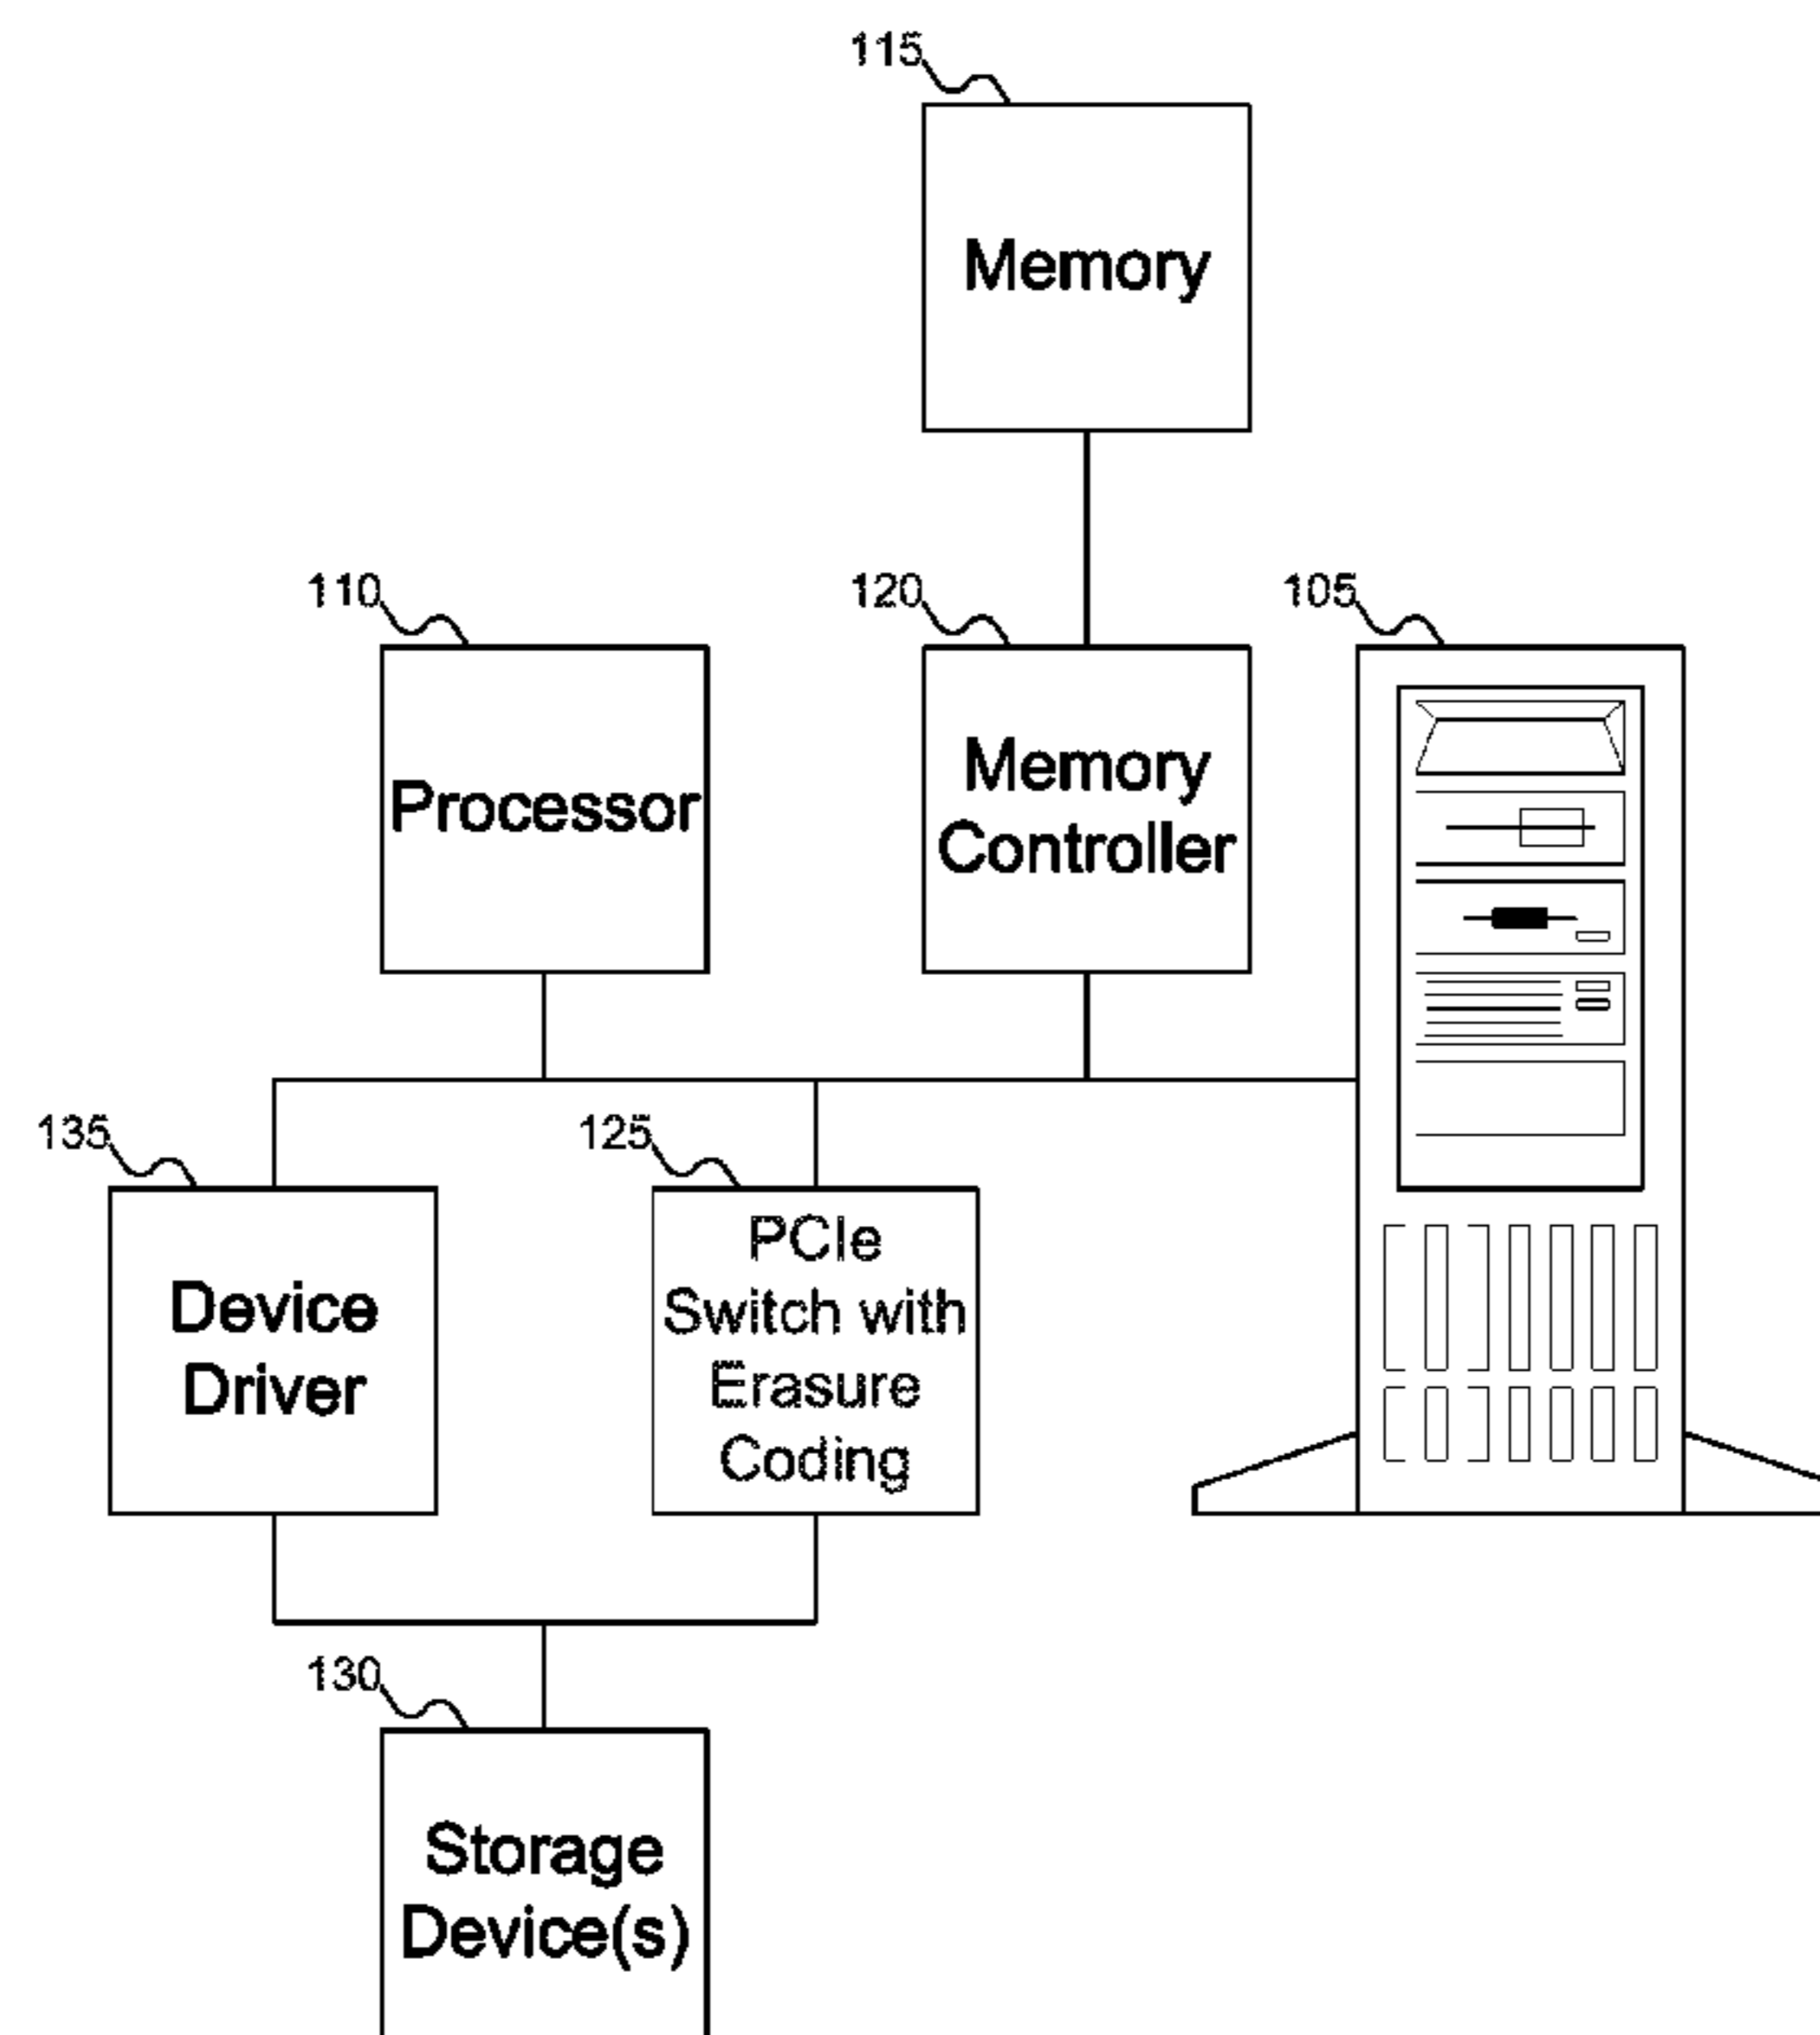 115
Memory
110
120
105
Processor
Memory
Controller
135
125
Device
Driver
PCIe
Switch with
Erasure
Coding
130
Storage
Device(s)